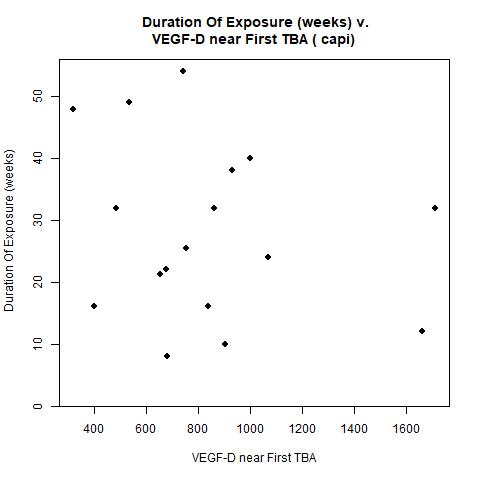 Duration Of Exposure (weeks) v.
VEGF-D near First TBA ( capi)
Duration Of Exposure (weeks)
50
40
30
20
10
0
400 600 800 1000 1200 1400 1600
VEGF-D near First TBA